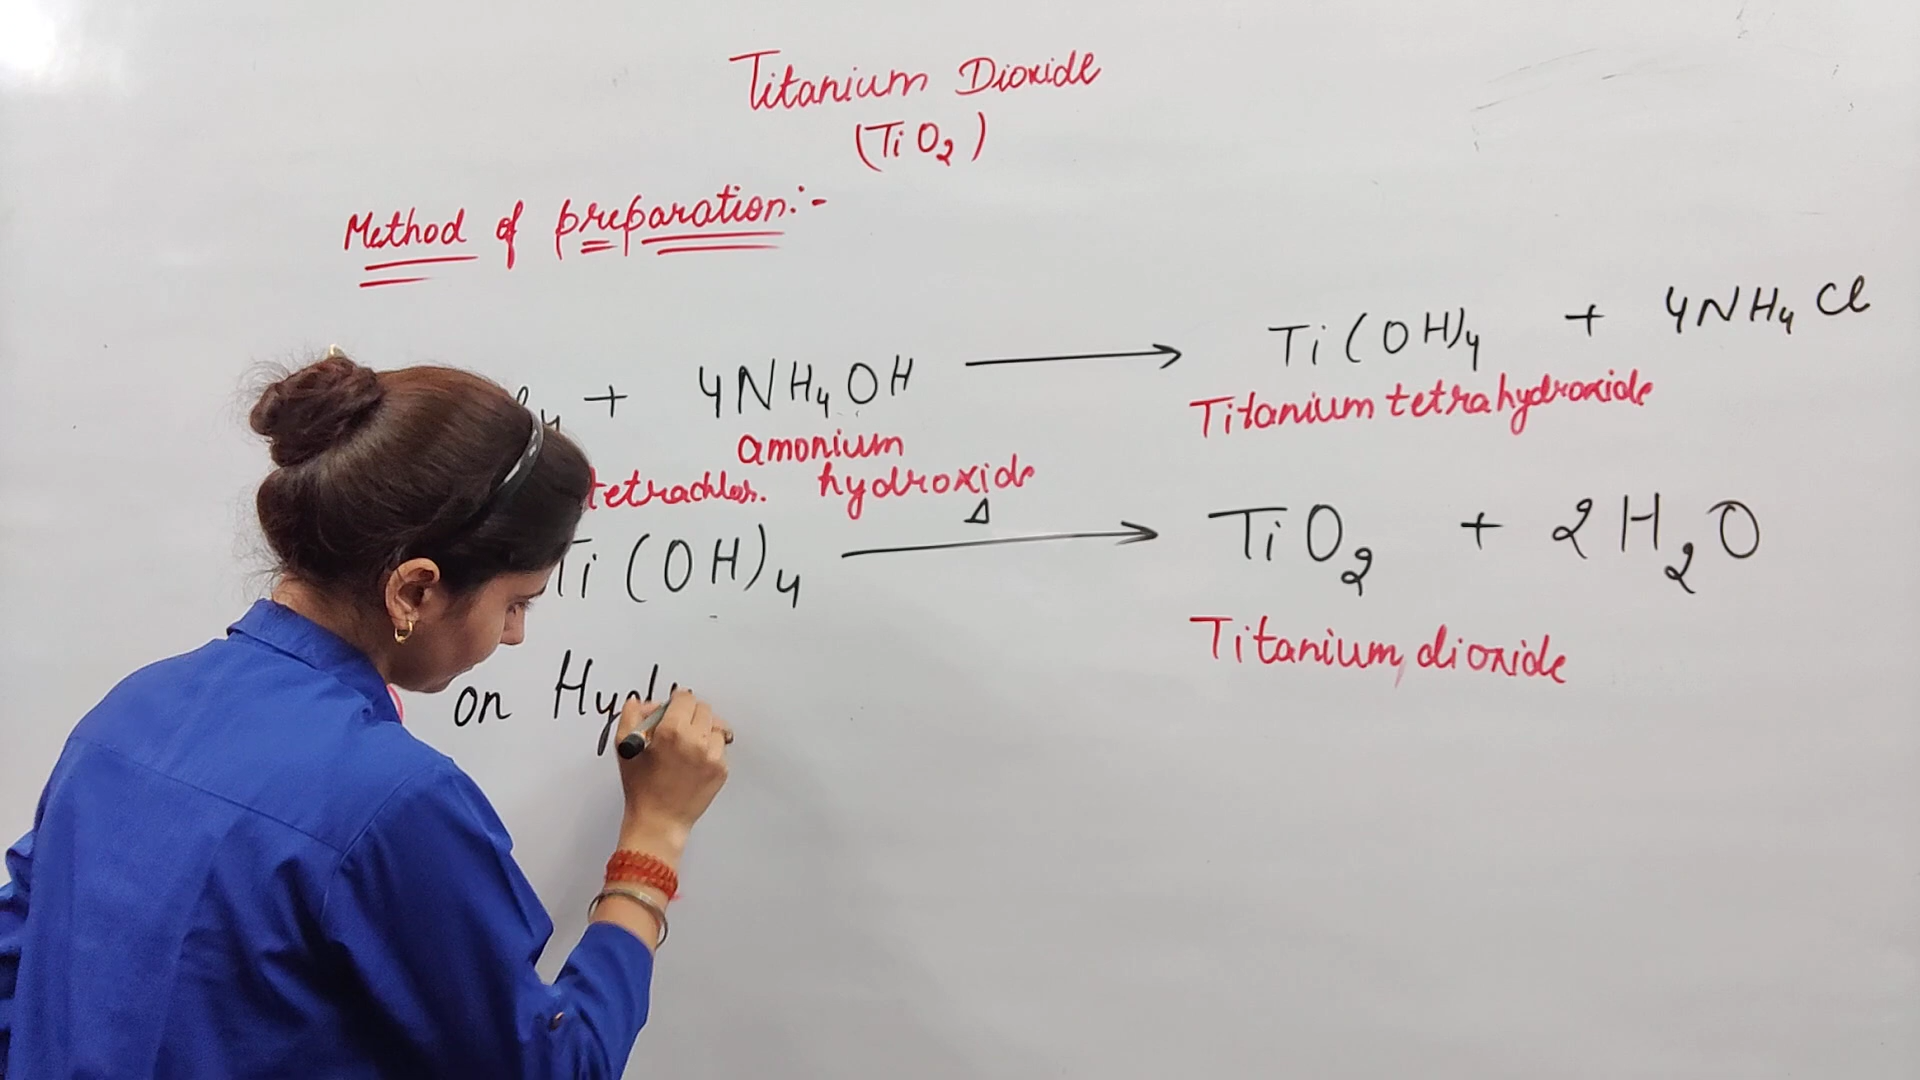 Titanium Dioxide
(TiO2)
Method of preparation:-
+ 4NH4OH ⟶ Ti(OH)4 + 4NH4Cl
amonium Titanium tetrahydroxide
tetrachlor. hydroxide
Ti(OH)4 Δ⟶ TiO2 + 2H2O
Titanium dioxide
on